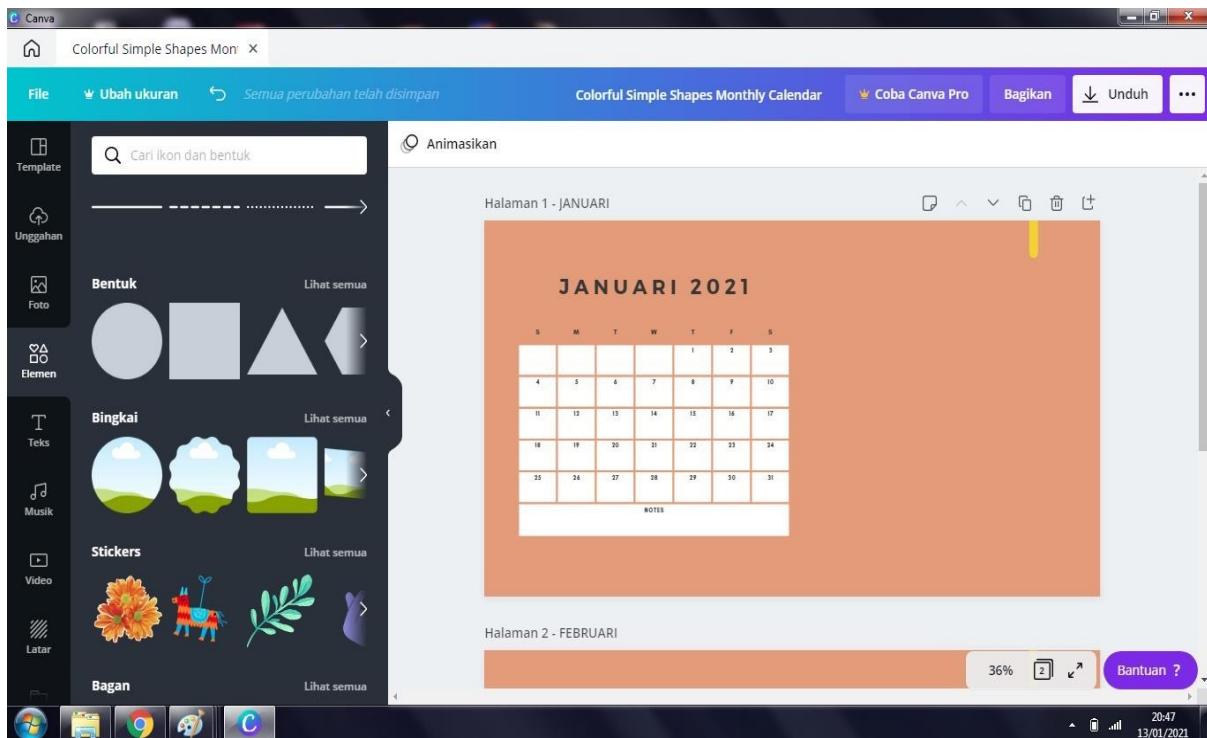 Canva
Colorful Simple Shapes Mon
File
Ubah ukuran
Semua perubahan telah disimpan
Colorful Simple Shapes Monthly Calendar
Coba Canva Pro
Bagikan
Unduh
Template
Unggahan
Foto
Elemen
Teks
Musik
Video
Latar
Cari ikon dan bentuk
Bentuk Lihat semua
Bingkai Lihat semua
Stickers Lihat semua
Bagan Lihat semua
Animasikan
Halaman 1 - JANUARI
JANUARI 2021
S M T W T F S
1 2 3
4 5 6 7 8 9 10
11 12 13 14 15 16 17
18 19 20 21 22 23 24
25 26 27 28 29 30 31
NOTES
Halaman 2 - FEBRUARI
36% 2
Bantuan ?
20:47
13/01/2021